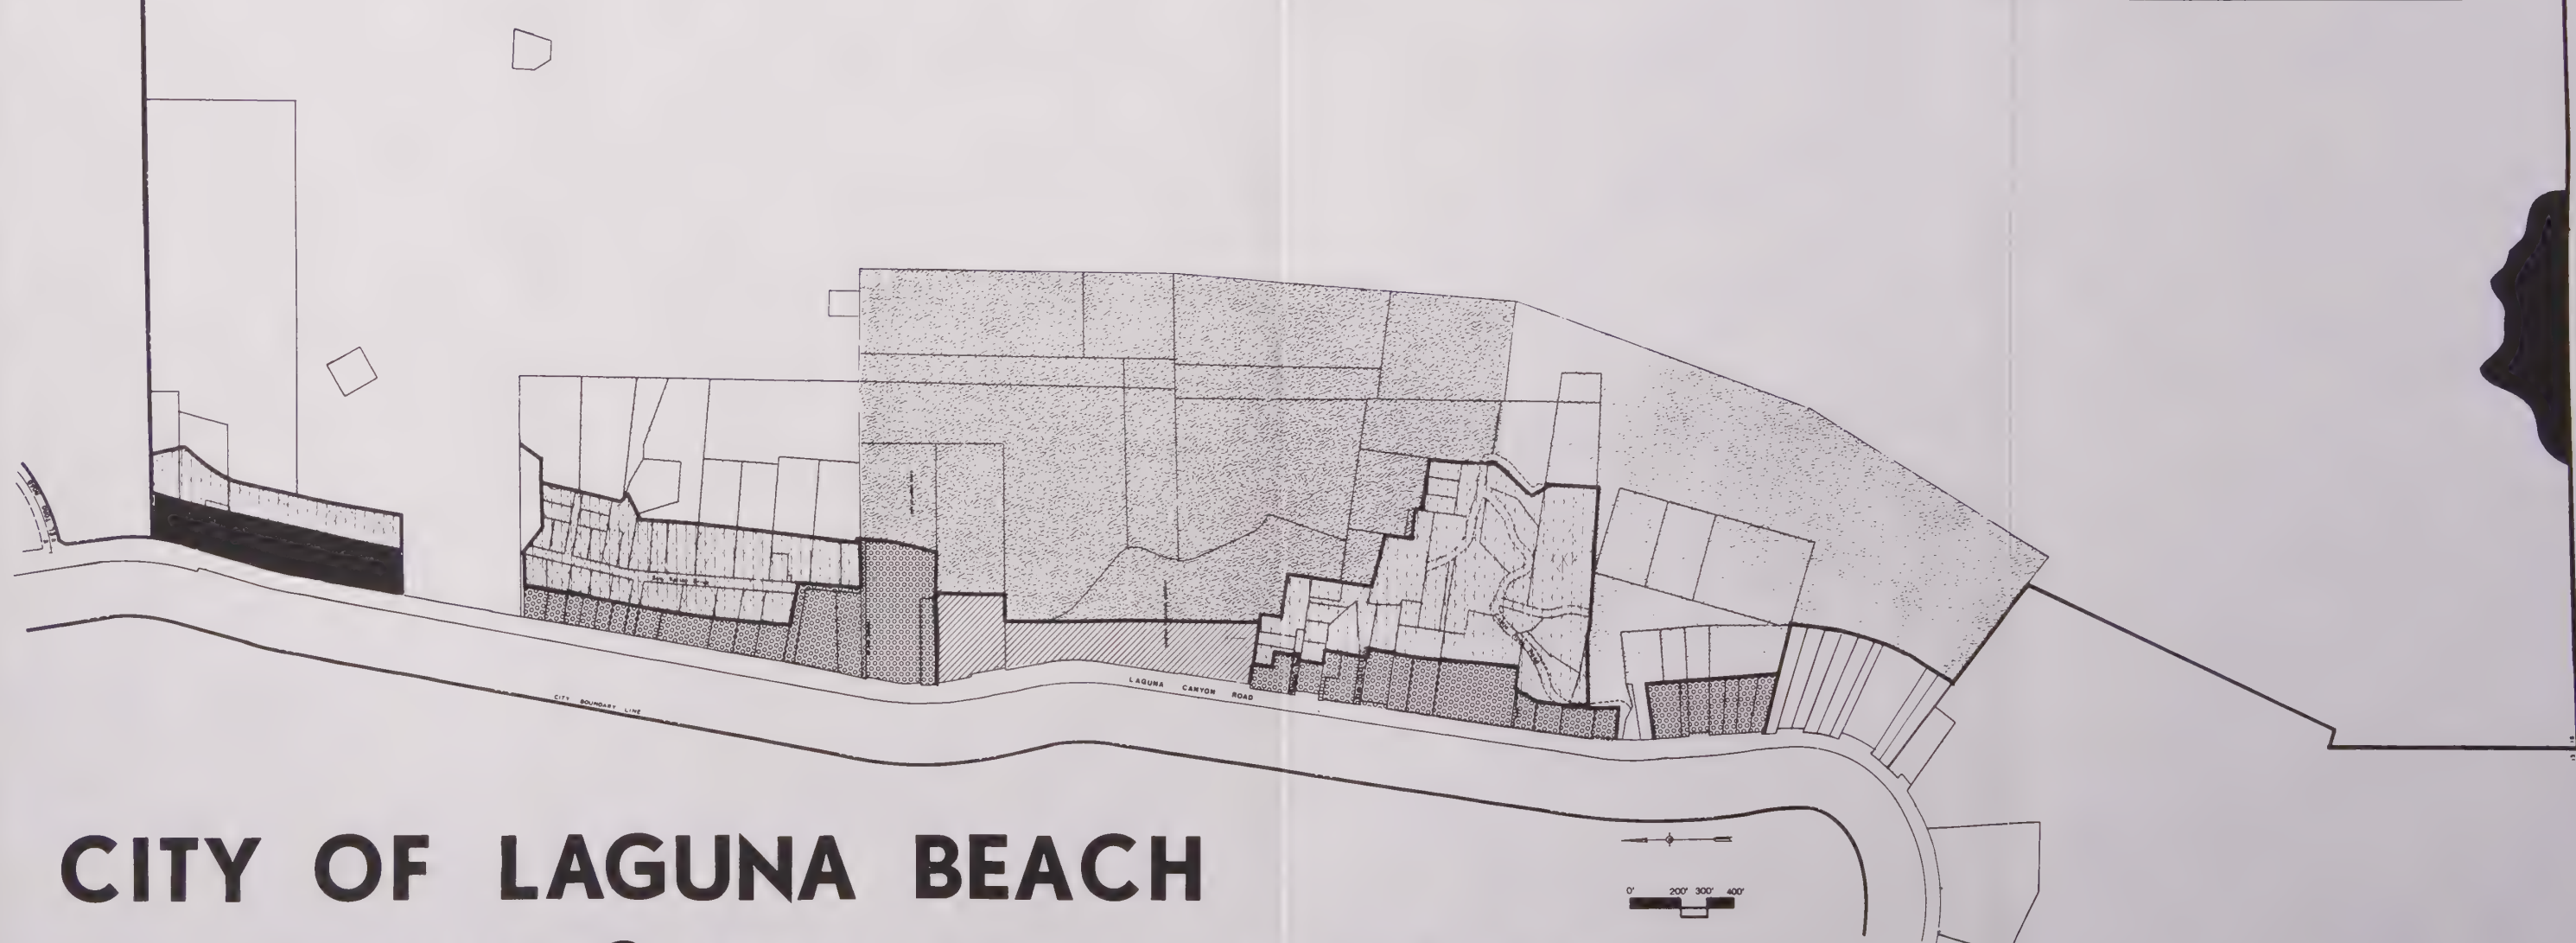 LAGUNA CANYON ROAD
CITY BOUNDARY LINE
CITY OF LAGUNA BEACH
0' 200' 300' 400'